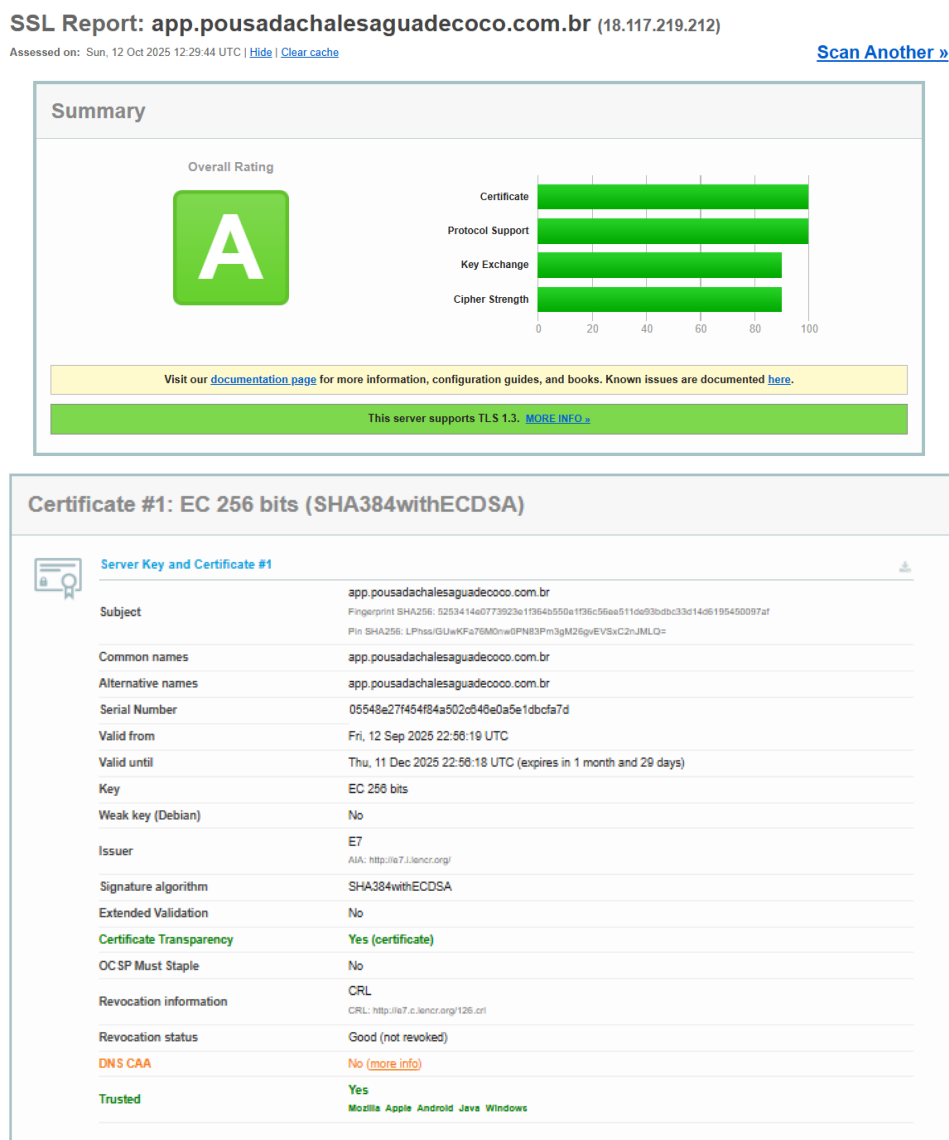 SSL Report: app.pousadachalesaguadecoco.com.br (18.117.219.212)
Assessed on: Sun, 12 Oct 2025 12:29:44 UTC | Hide | Clear cache
Scan Another »
Summary
Overall Rating
A
Certificate
Protocol Support
Key Exchange
Cipher Strength
0 20 40 60 80 100
Visit our documentation page for more information, configuration guides, and books. Known issues are documented here.
This server supports TLS 1.3. MORE INFO »
Certificate #1: EC 256 bits (SHA384withECDSA)
Server Key and Certificate #1
Subject
app.pousadachalesaguadecoco.com.br
Fingerprint SHA256: 5253414e0773923e1f364b550e1f36c56ee511de93bdbc33d14d6195450097af
Pin SHA256: LPhss/GUwKFa76M0nw0PN83Pm3gM26gvEVSxC2nJMLQ=
Common names app.pousadachalesaguadecoco.com.br
Alternative names app.pousadachalesaguadecoco.com.br
Serial Number 05548e27f454f84a502c646e0a5e1dbcfa7d
Valid from Fri, 12 Sep 2025 22:56:19 UTC
Valid until Thu, 11 Dec 2025 22:56:18 UTC (expires in 1 month and 29 days)
Key EC 256 bits
Weak key (Debian) No
Issuer
E7
AIA: http://e7.i.lencr.org/
Signature algorithm SHA384withECDSA
Extended Validation No
Certificate Transparency Yes (certificate)
OCSP Must Staple No
Revocation information
CRL
CRL: http://e7.c.lencr.org/126.crl
Revocation status Good (not revoked)
DNS CAA No (more info)
Trusted
Yes
Mozilla Apple Android Java Windows